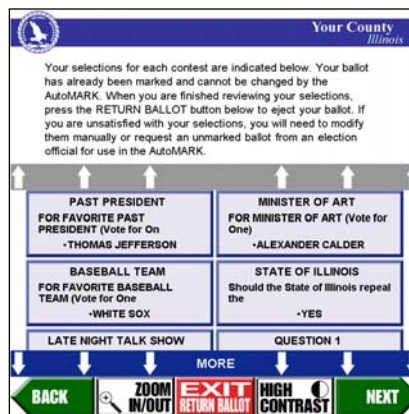 Your County
Illinois
Your selections for each contest are indicated below. Your ballot
has already been marked and cannot be changed by the
AutoMARK. When you are finished reviewing your selections,
press the RETURN BALLOT button below to eject your ballot. If
you are unsatisfied with your selections, you will need to modify
them manually or request an unmarked ballot from an election
official for use in the AutoMARK.
PAST PRESIDENT
FOR FAVORITE PAST
PRESIDENT (Vote for On
•THOMAS JEFFERSON
MINISTER OF ART
FOR MINISTER OF ART (Vote for
One)
•ALEXANDER CALDER
BASEBALL TEAM
FOR FAVORITE BASEBALL
TEAM (Vote for One
•WHITE SOX
STATE OF ILLINOIS
Should the State of Illinois repeal
the
•YES
LATE NIGHT TALK SHOW
QUESTION 1
MORE
BACK
ZOOM
IN/OUT
EXIT
RETURN BALLOT
HIGH
CONTRAST
NEXT